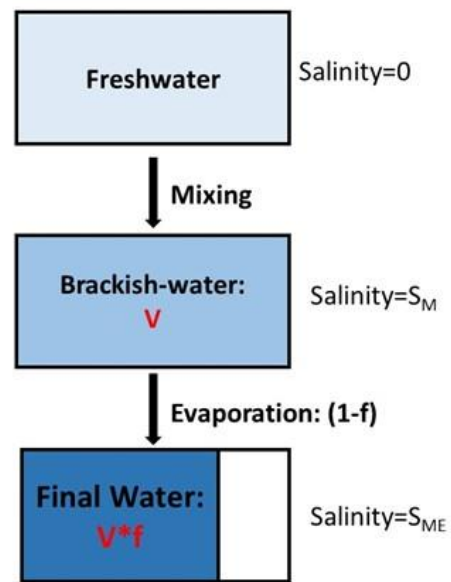 Freshwater
Salinity=0
Mixing
Brackish-water:
V
Salinity=S_M
Evaporation: (1-f)
Final Water:
V*f
Salinity=S_ME